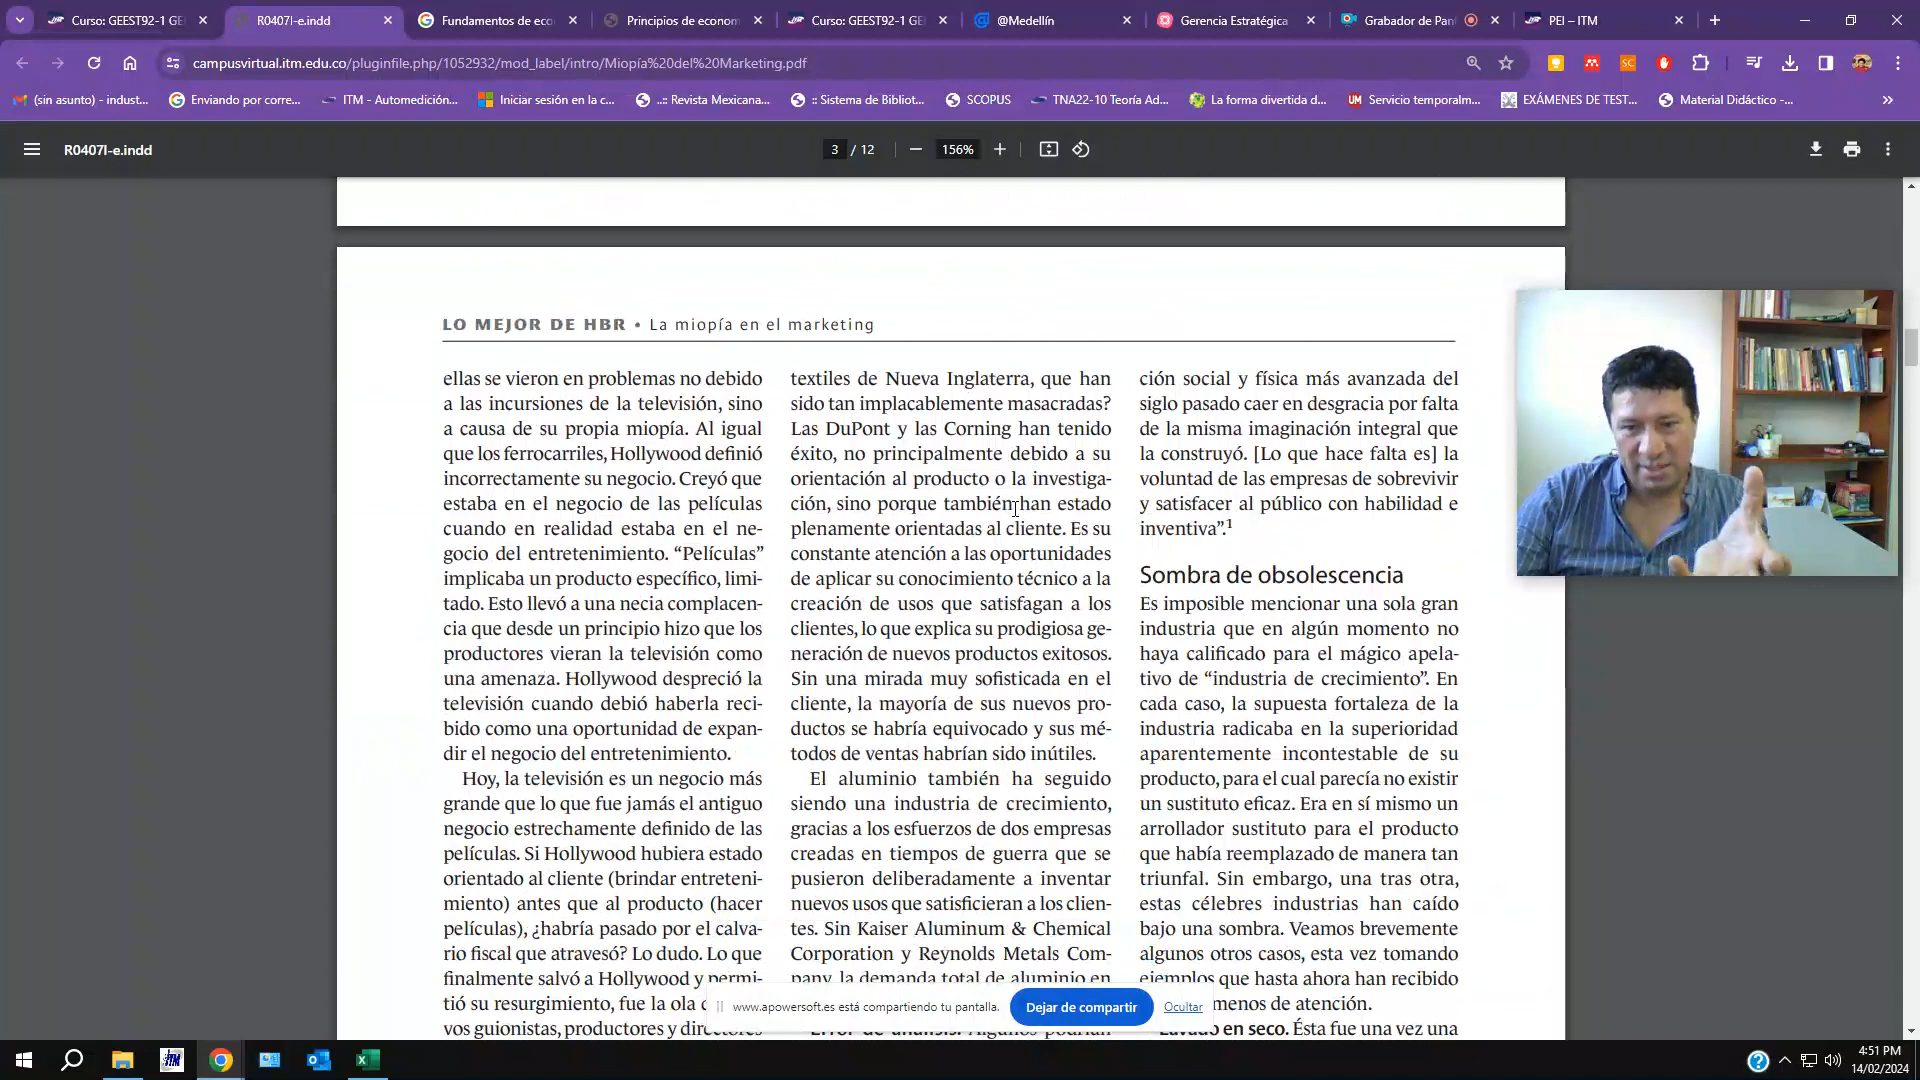 Curso: GEEST92-1 GE
R0407I-e.indd
Fundamentos de eco
Principios de econom
Curso: GEEST92-1 GE
@Medellín
Gerencia Estratégica
Grabador de Pan
PEI – ITM
campusvirtual.itm.edu.co/pluginfile.php/1052932/mod_label/intro/Miopía%20del%20Marketing.pdf
(sin asunto) - indust...
Enviando por corre...
ITM - Automedición...
Iniciar sesión en la c...
..:: Revista Mexicana...
:: Sistema de Bibliot...
SCOPUS
TNA22-10 Teoría Ad...
La forma divertida d...
Servicio temporalm...
EXÁMENES DE TEST...
Material Didáctico -...
R0407I-e.indd
3 / 12
156%
LO MEJOR DE HBR • La miopía en el marketing
ellas se vieron en problemas no debido
a las incursiones de la televisión, sino
a causa de su propia miopía. Al igual
que los ferrocarriles, Hollywood definió
incorrectamente su negocio. Creyó que
estaba en el negocio de las películas
cuando en realidad estaba en el ne-
gocio del entretenimiento. “Películas”
implicaba un producto específico, limi-
tado. Esto llevó a una necia complacen-
cia que desde un principio hizo que los
productores vieran la televisión como
una amenaza. Hollywood despreció la
televisión cuando debió haberla reci-
bido como una oportunidad de expan-
dir el negocio del entretenimiento.
Hoy, la televisión es un negocio más
grande que lo que fue jamás el antiguo
negocio estrechamente definido de las
películas. Si Hollywood hubiera estado
orientado al cliente (brindar entreteni-
miento) antes que al producto (hacer
películas), ¿habría pasado por el calva-
rio fiscal que atravesó? Lo dudo. Lo que
finalmente salvó a Hollywood y permi-
tió su resurgimiento, fue la ola
vos guionistas, productores y directores
textiles de Nueva Inglaterra, que han
sido tan implacablemente masacradas?
Las DuPont y las Corning han tenido
éxito, no principalmente debido a su
orientación al producto o la investiga-
ción, sino porque también han estado
plenamente orientadas al cliente. Es su
constante atención a las oportunidades
de aplicar su conocimiento técnico a la
creación de usos que satisfagan a los
clientes, lo que explica su prodigiosa ge-
neración de nuevos productos exitosos.
Sin una mirada muy sofisticada en el
cliente, la mayoría de sus nuevos pro-
ductos se habría equivocado y sus mé-
todos de ventas habrían sido inútiles.
El aluminio también ha seguido
siendo una industria de crecimiento,
gracias a los esfuerzos de dos empresas
creadas en tiempos de guerra que se
pusieron deliberadamente a inventar
nuevos usos que satisficieran a los clien-
tes. Sin Kaiser Aluminum & Chemical
Corporation y Reynolds Metals Com-
pany, la demanda total de aluminio en
Error de análisis. Algunos podrían
ción social y física más avanzada del
siglo pasado caer en desgracia por falta
de la misma imaginación integral que
la construyó. [Lo que hace falta es] la
voluntad de las empresas de sobrevivir
y satisfacer al público con habilidad e
inventiva”.1
Sombra de obsolescencia
Es imposible mencionar una sola gran
industria que en algún momento no
haya calificado para el mágico apela-
tivo de “industria de crecimiento”. En
cada caso, la supuesta fortaleza de la
industria radicaba en la superioridad
aparentemente incontestable de su
producto, para el cual parecía no existir
un sustituto eficaz. Era en sí mismo un
arrollador sustituto para el producto
que había reemplazado de manera tan
triunfal. Sin embargo, una tras otra,
estas célebres industrias han caído
bajo una sombra. Veamos brevemente
algunos otros casos, esta vez tomando
ejemplos que hasta ahora han recibido
menos de atención.
Lavado en seco. Ésta fue una vez una
www.apowersoft.es está compartiendo tu pantalla.
Dejar de compartir
Ocultar
4:51 PM
14/02/2024